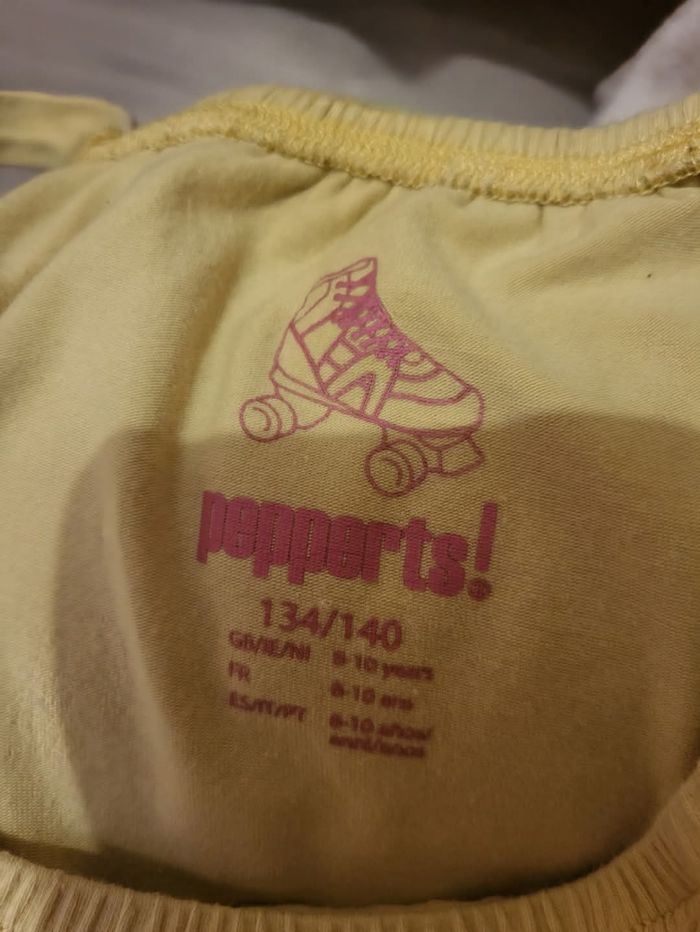 pepperts!®
134/140
GB/IE/NI 8-10 years
FR 8-10 ans
ES/IT/PT 8-10 años/
anni/anos